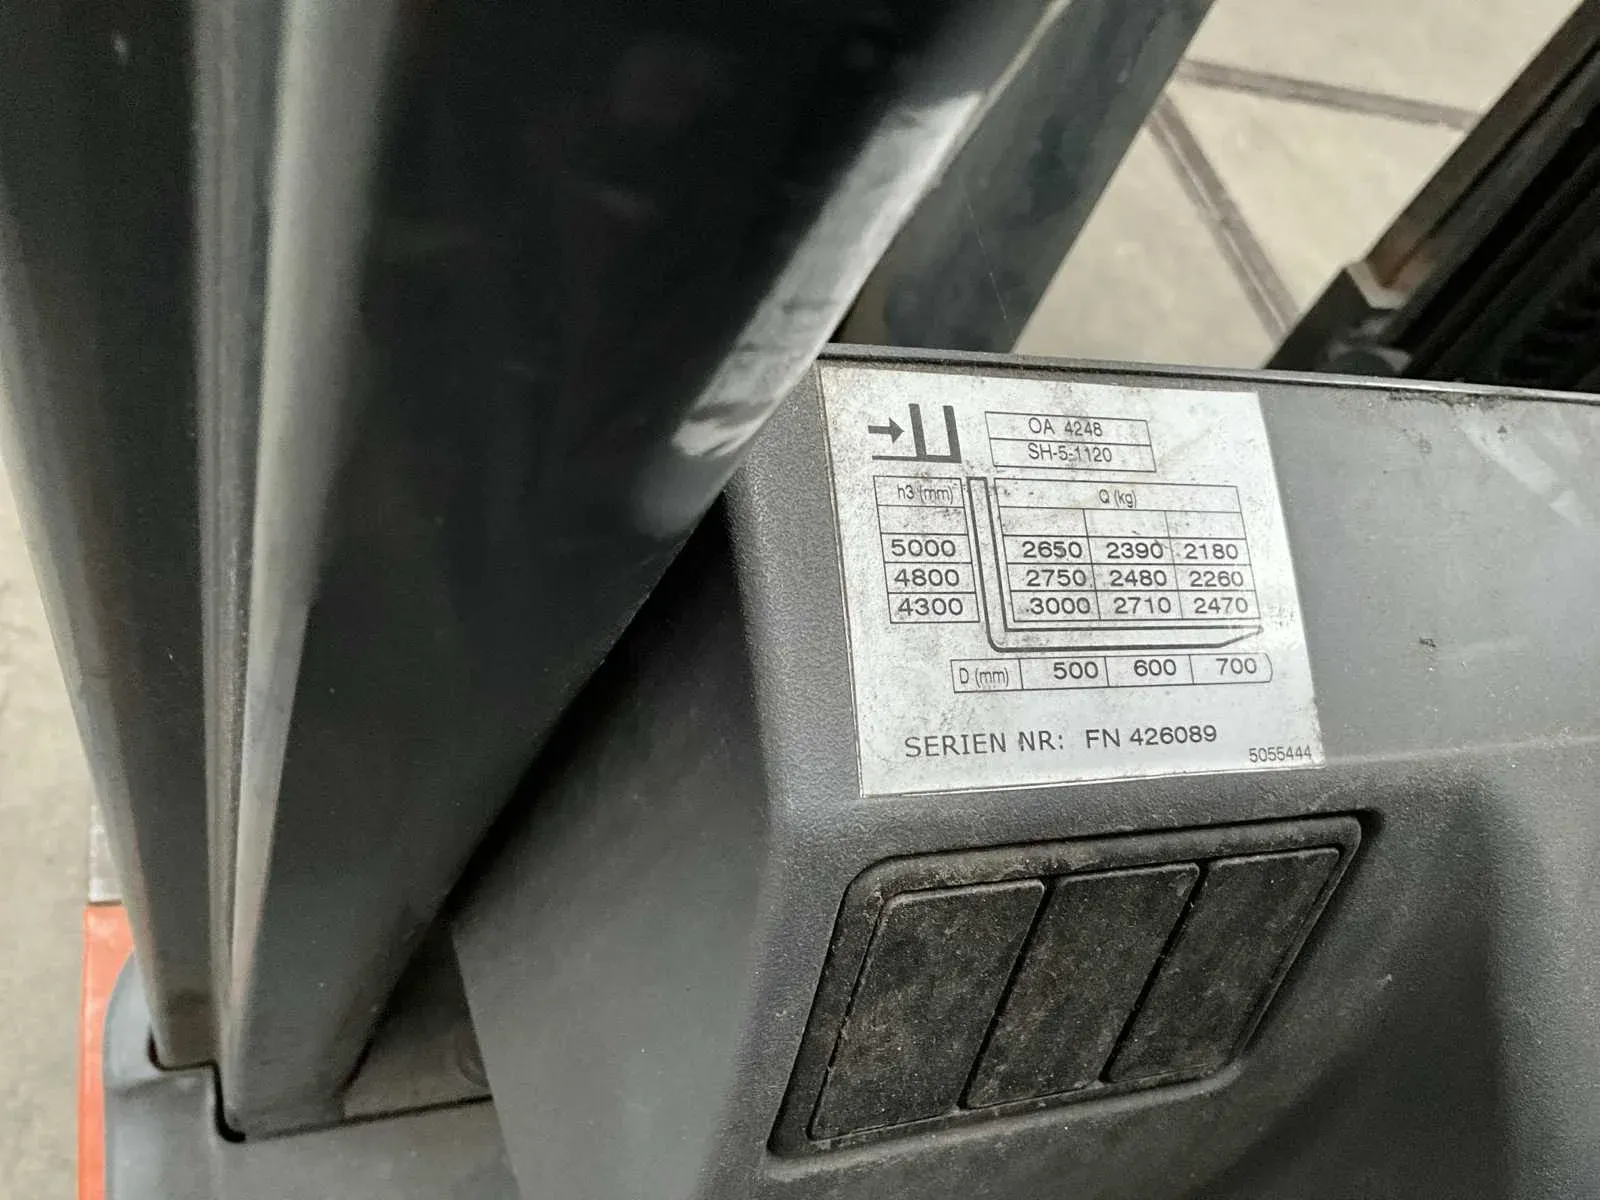 OA 4248
SH-5-1120
h3 (mm) Q (kg)
5000 2650 2390 2180
4800 2750 2480 2260
4300 3000 2710 2470
D (mm) 500 600 700
SERIEN NR: FN 426089
5055444